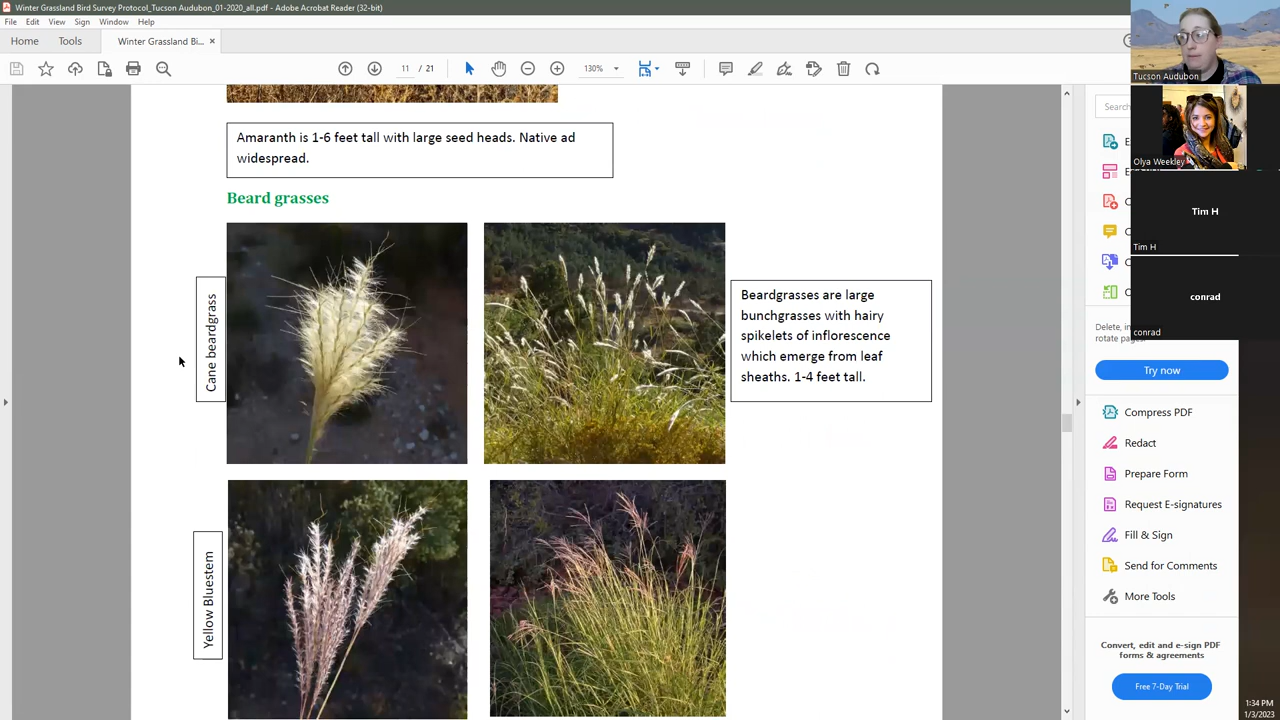 Winter Grassland Bird Survey Protocol_Tucson Audubon_01-2020_all.pdf - Adobe Acrobat Reader (32-bit)
File Edit View Sign Window Help
Home Tools Winter Grassland Bi... ×
11 / 21 130%
Amaranth is 1-6 feet tall with large seed heads. Native ad
widespread.
Beard grasses
Cane beardgrass
Beardgrasses are large
bunchgrasses with hairy
spikelets of inflorescence
which emerge from leaf
sheaths. 1-4 feet tall.
Yellow Bluestem
Tucson Audubon
Olya Weekley
Tim H
Tim H
conrad
conrad
Search
Delete, in
rotate page
Try now
Compress PDF
Redact
Prepare Form
Request E-signatures
Fill & Sign
Send for Comments
More Tools
Convert, edit and e-sign PDF
forms & agreements
Free 7-Day Trial
1:34 PM
1/3/2023